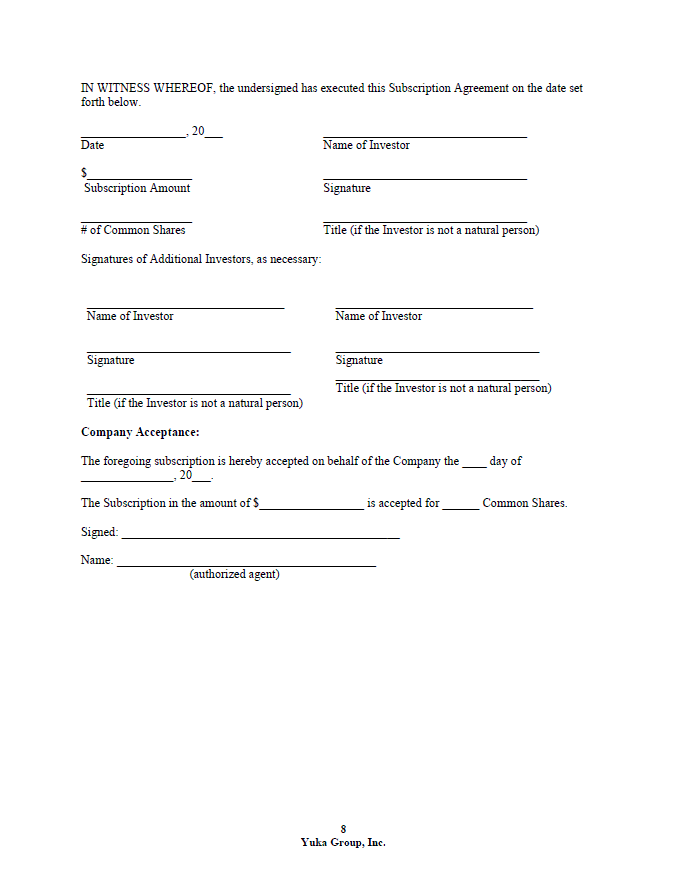 IN WITNESS WHEREOF, the undersigned has executed this Subscription Agreement on the date set
forth below.
_________________, 20___
Date
Name of Investor
$_________________
Subscription Amount
Signature
# of Common Shares
Title (if the Investor is not a natural person)
Signatures of Additional Investors, as necessary:
Name of Investor
Name of Investor
Signature
Signature
Title (if the Investor is not a natural person)
Title (if the Investor is not a natural person)
Company Acceptance:
The foregoing subscription is hereby accepted on behalf of the Company the ____ day of
_______________, 20___.
The Subscription in the amount of $_________________ is accepted for ______ Common Shares.
Signed: _____________________________________________
Name: __________________________________________
(authorized agent)
8
Yuka Group, Inc.